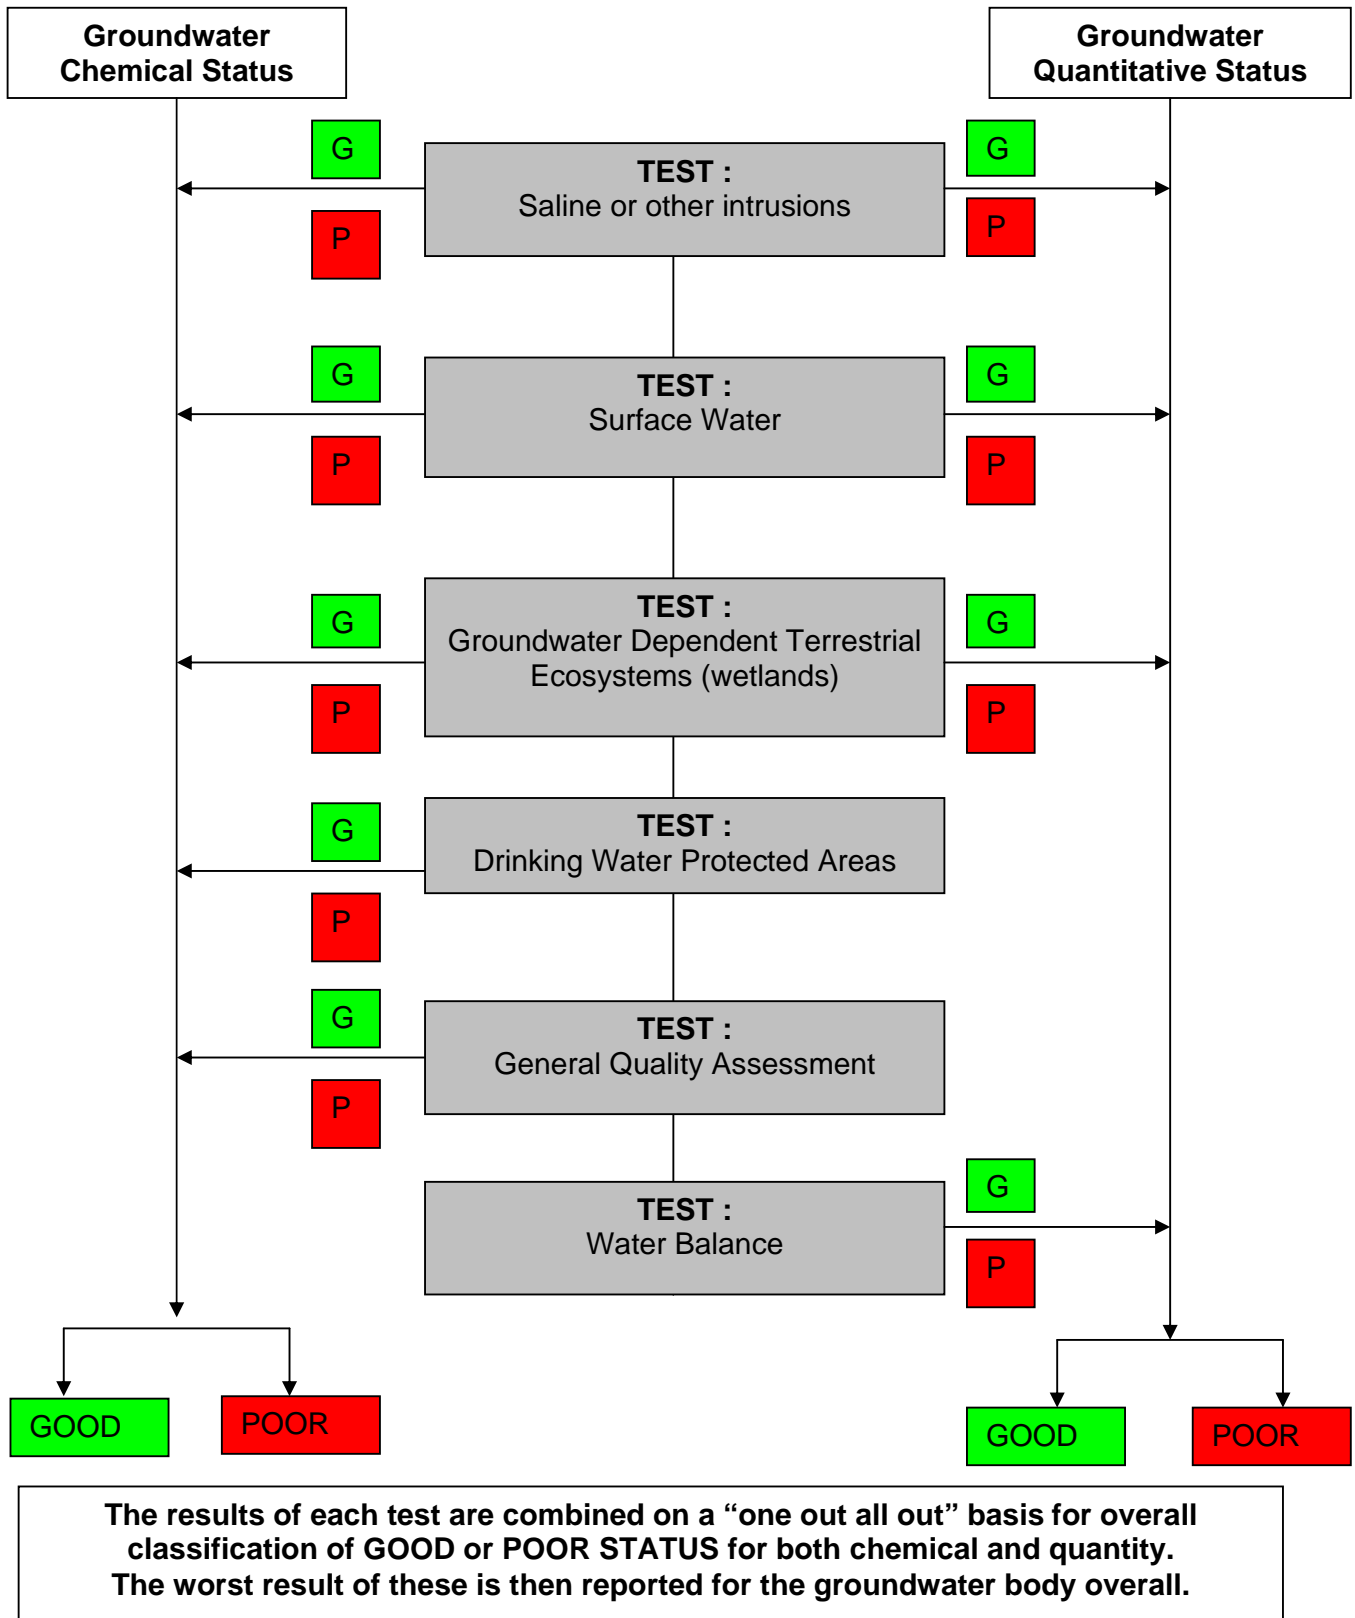 Groundwater
Chemical Status
Groundwater
Quantitative Status
G
G
TEST :
Saline or other intrusions
P
P
G
G
TEST :
Surface Water
P
P
G
G
TEST :
Groundwater Dependent Terrestrial
Ecosystems (wetlands)
P
P
G
TEST :
Drinking Water Protected Areas
P
G
TEST :
General Quality Assessment
P
G
TEST :
Water Balance
P
GOOD
POOR
GOOD
POOR
The results of each test are combined on a “one out all out” basis for overall
classification of GOOD or POOR STATUS for both chemical and quantity.
The worst result of these is then reported for the groundwater body overall.